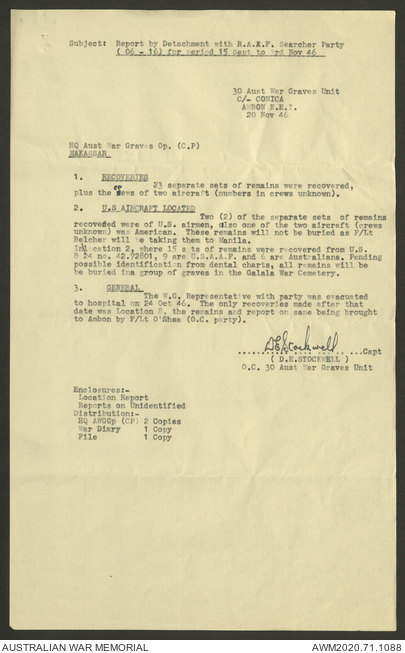 Subject:  Report by Detachment with R.A.A.F. Searcher Party
( 06 - 16) for period 15 Sept to 3rd Nov 46
30 Aust War Graves Unit
C/- CONICA
AMBON N.E.I.
20 Nov 46
HQ Aust War Graves Gp. (C.P)
MAKASSAR
1. RECOVERIES
23 separate sets of remains were recovered,
plus the crews of two aircraft (numbers in crews unknown).
2. U.S AIRCRAFT LOCATED
Two (2) of the separate sets of remains
recovered were of U.S. airmen, also one of the two aircraft (crews
unknown) was American. These remains will not be buried as F/Lt
Belcher will be taking them to Manila.
In Location 2, where 15 sets of remains were recovered from U.S.
B 24 no. 42.72801, 9 are U.S.A.A.F. and 6 are Australians. Pending
possible identification from dental charts, all remains will be
be buried in a group of graves in the Galala War Cemetery.
3. GENERAL
The W.G. Representative with party was evacuated
to hospital on 24 Oct 46. The only recoveries made after that
date was Location 8, the remains and report on same being brought
to Ambon by F/Lt O'Shea (O.C. party).
DEStockwell
....................Capt
( D.E.STOCKWELL )
O.C. 30 Aust War Graves Unit
Enclosures:-
Location Report
Reports on Unidentified
Distribution:-
HQ AWGGp (CP) 2 Copies
War Diary 1 Copy
File 1 Copy
AUSTRALIAN WAR MEMORIAL
AWM2020.71.1088